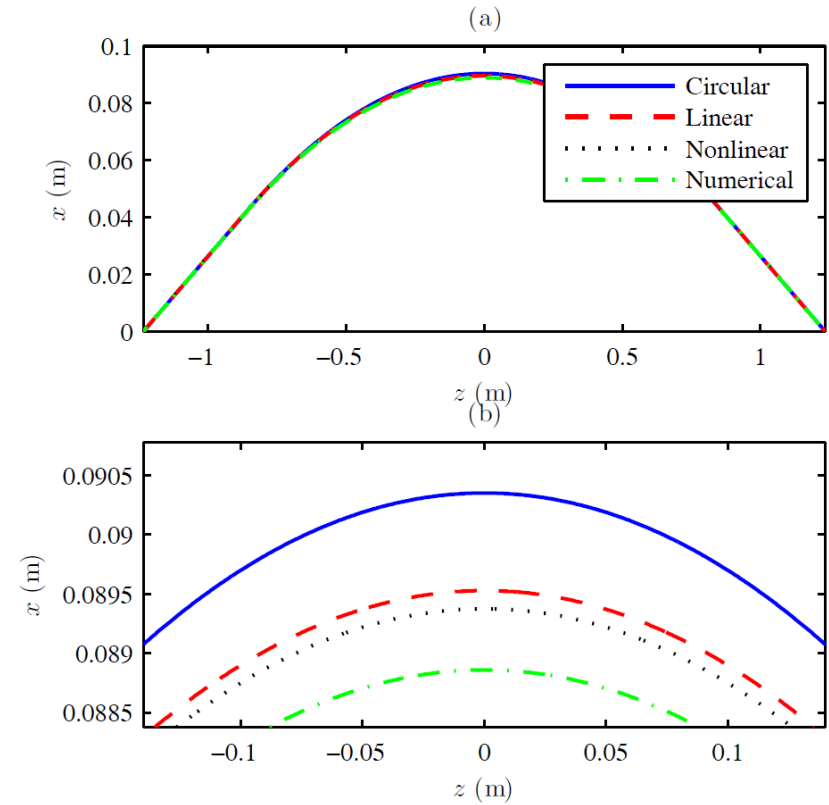 (a)
0.1
0.08
0.06
0.04
0.02
0
x (m)
Circular
Linear
Nonlinear
Numerical
−1
−0.5
0
0.5
1
z (m)
(b)
0.0905
0.09
0.0895
0.089
0.0885
x (m)
−0.1
−0.05
0
0.05
0.1
z (m)